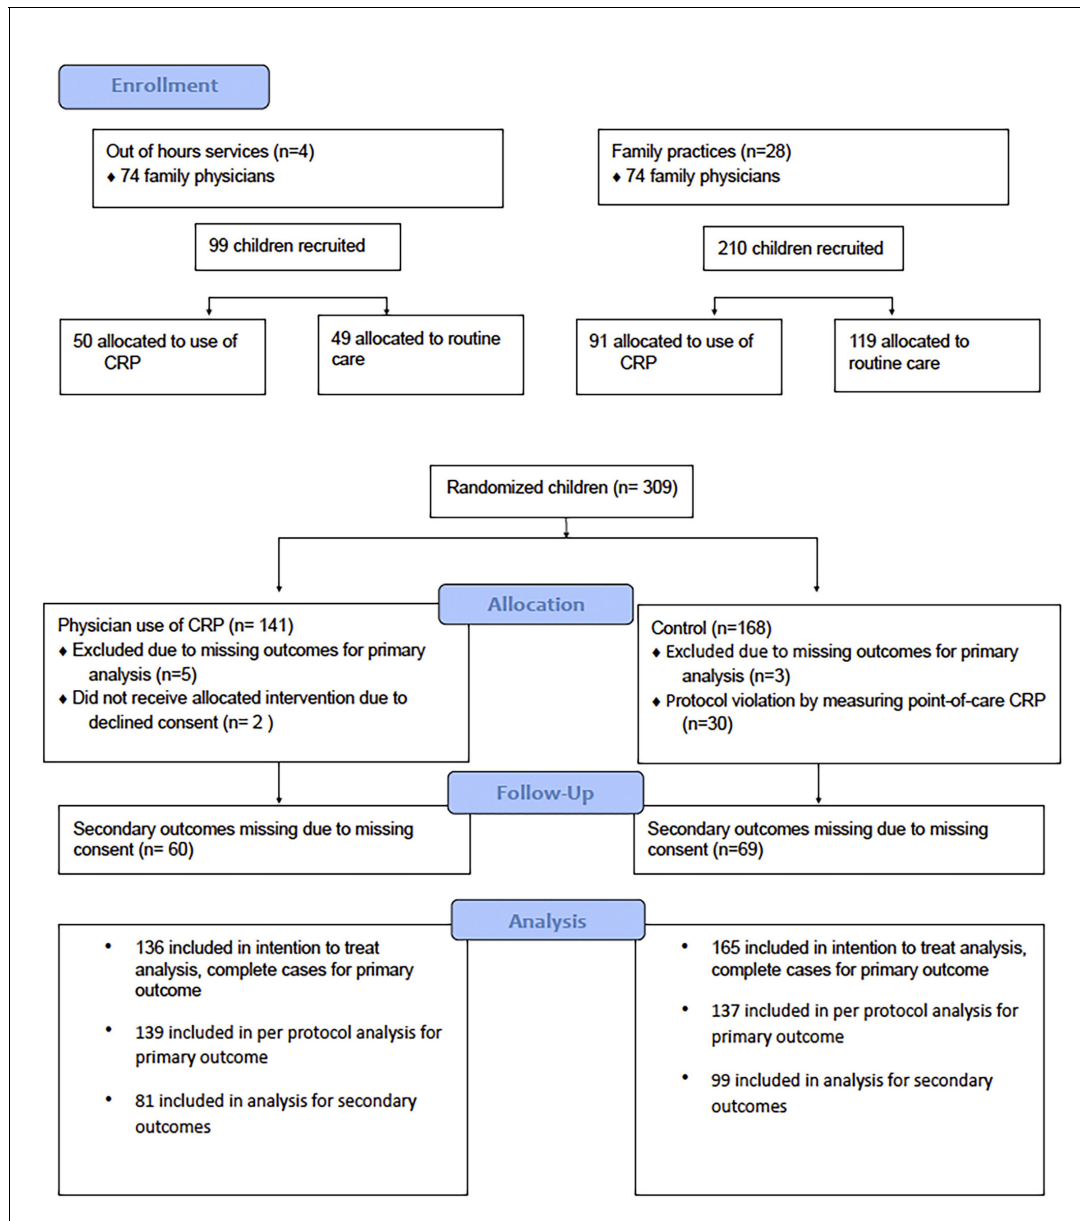 Enrollment
Out of hours services (n=4)
♦ 74 family physicians
Family practices (n=28)
♦ 74 family physicians
99 children recruited
210 children recruited
50 allocated to use of
CRP
49 allocated to routine
care
91 allocated to use of
CRP
119 allocated to
routine care
Randomized children (n= 309)
Allocation
Physician use of CRP (n= 141)
♦ Excluded due to missing outcomes for primary
analysis (n=5)
♦ Did not receive allocated intervention due to
declined consent (n= 2 )
Control (n=168)
♦ Excluded due to missing outcomes for primary
analysis (n=3)
♦ Protocol violation by measuring point-of-care CRP
(n=30)
Follow-Up
Secondary outcomes missing due to missing
consent (n= 60)
Secondary outcomes missing due to missing
consent (n=69)
Analysis
• 136 included in intention to treat
analysis, complete cases for primary
outcome
• 139 included in per protocol analysis for
primary outcome
• 81 included in analysis for secondary
outcomes
• 165 included in intention to treat analysis,
complete cases for primary outcome
• 137 included in per protocol analysis for
primary outcome
• 99 included in analysis for secondary
outcomes